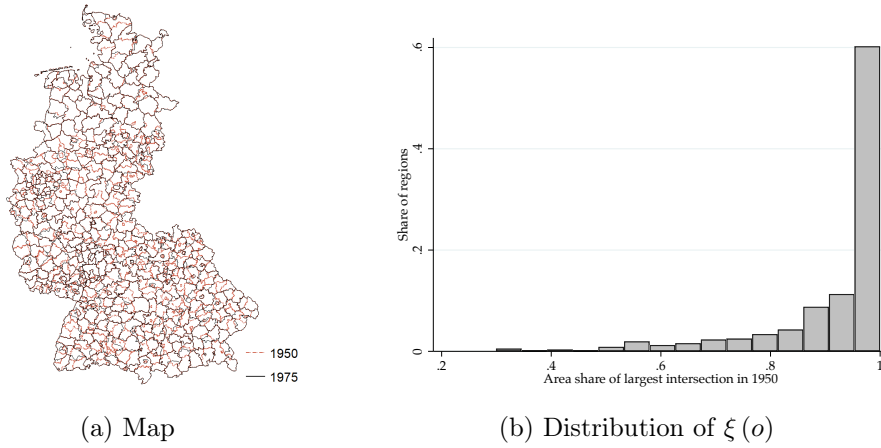 1950
1975
(a) Map
Share of regions
0
.2
.4
.6
.2
.4
.6
.8
1
Area share of largest intersection in 1950
(b) Distribution of ξ (o)